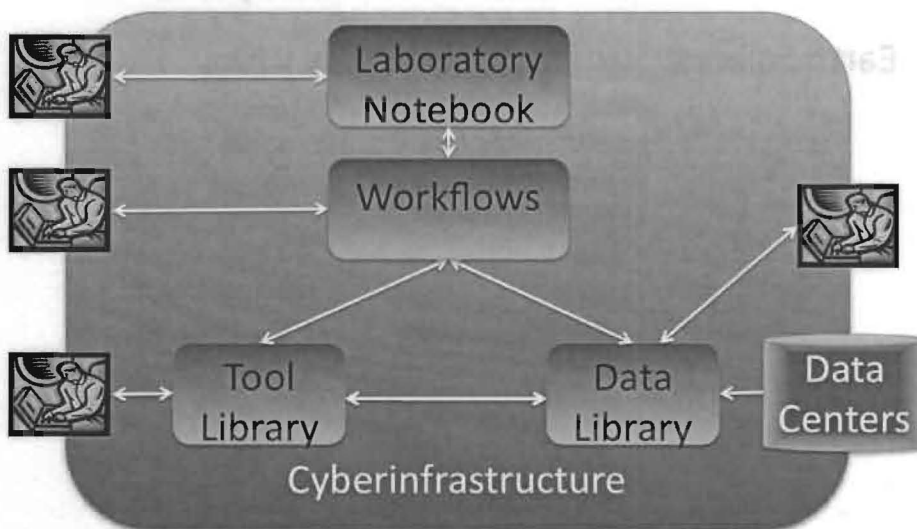 Laboratory
Notebook
Workflows
Tool
Library
Data
Library
Data
Centers
Cyberinfrastructure